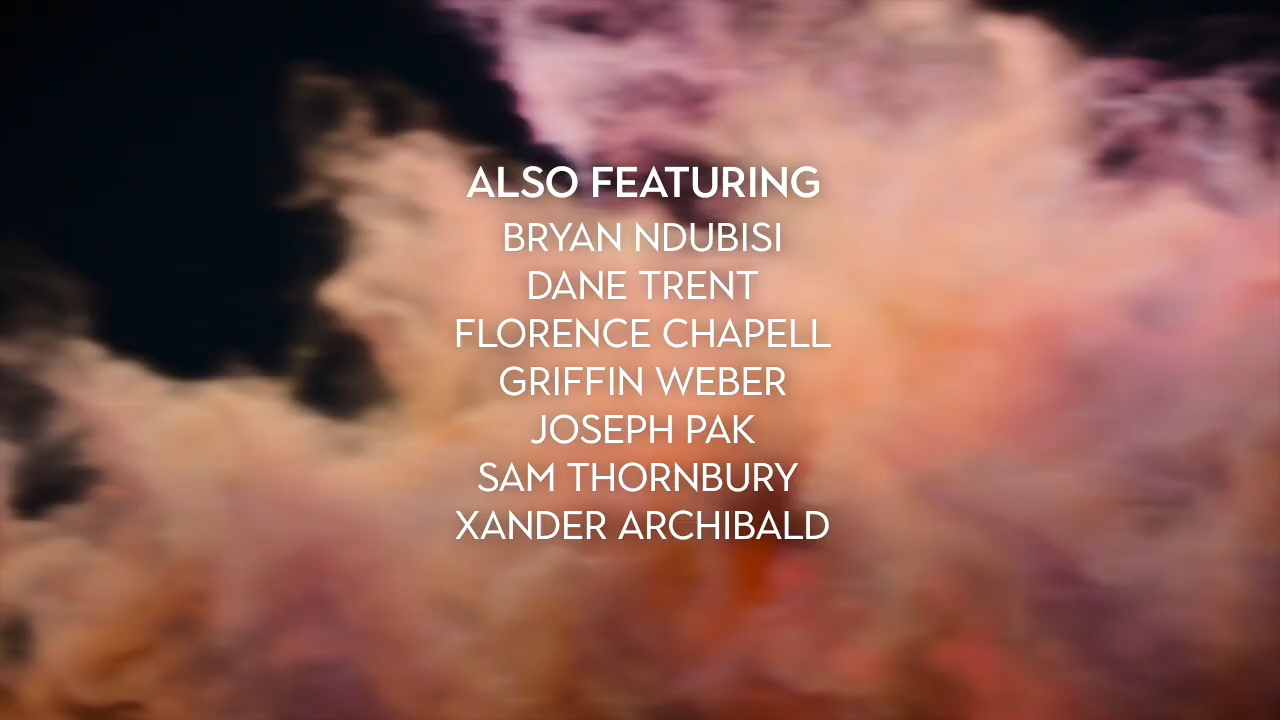 ALSO FEATURING
BRYAN NDUBISI
DANE TRENT
FLORENCE CHAPELL
GRIFFIN WEBER
JOSEPH PAK
SAM THORNBURY
XANDER ARCHIBALD